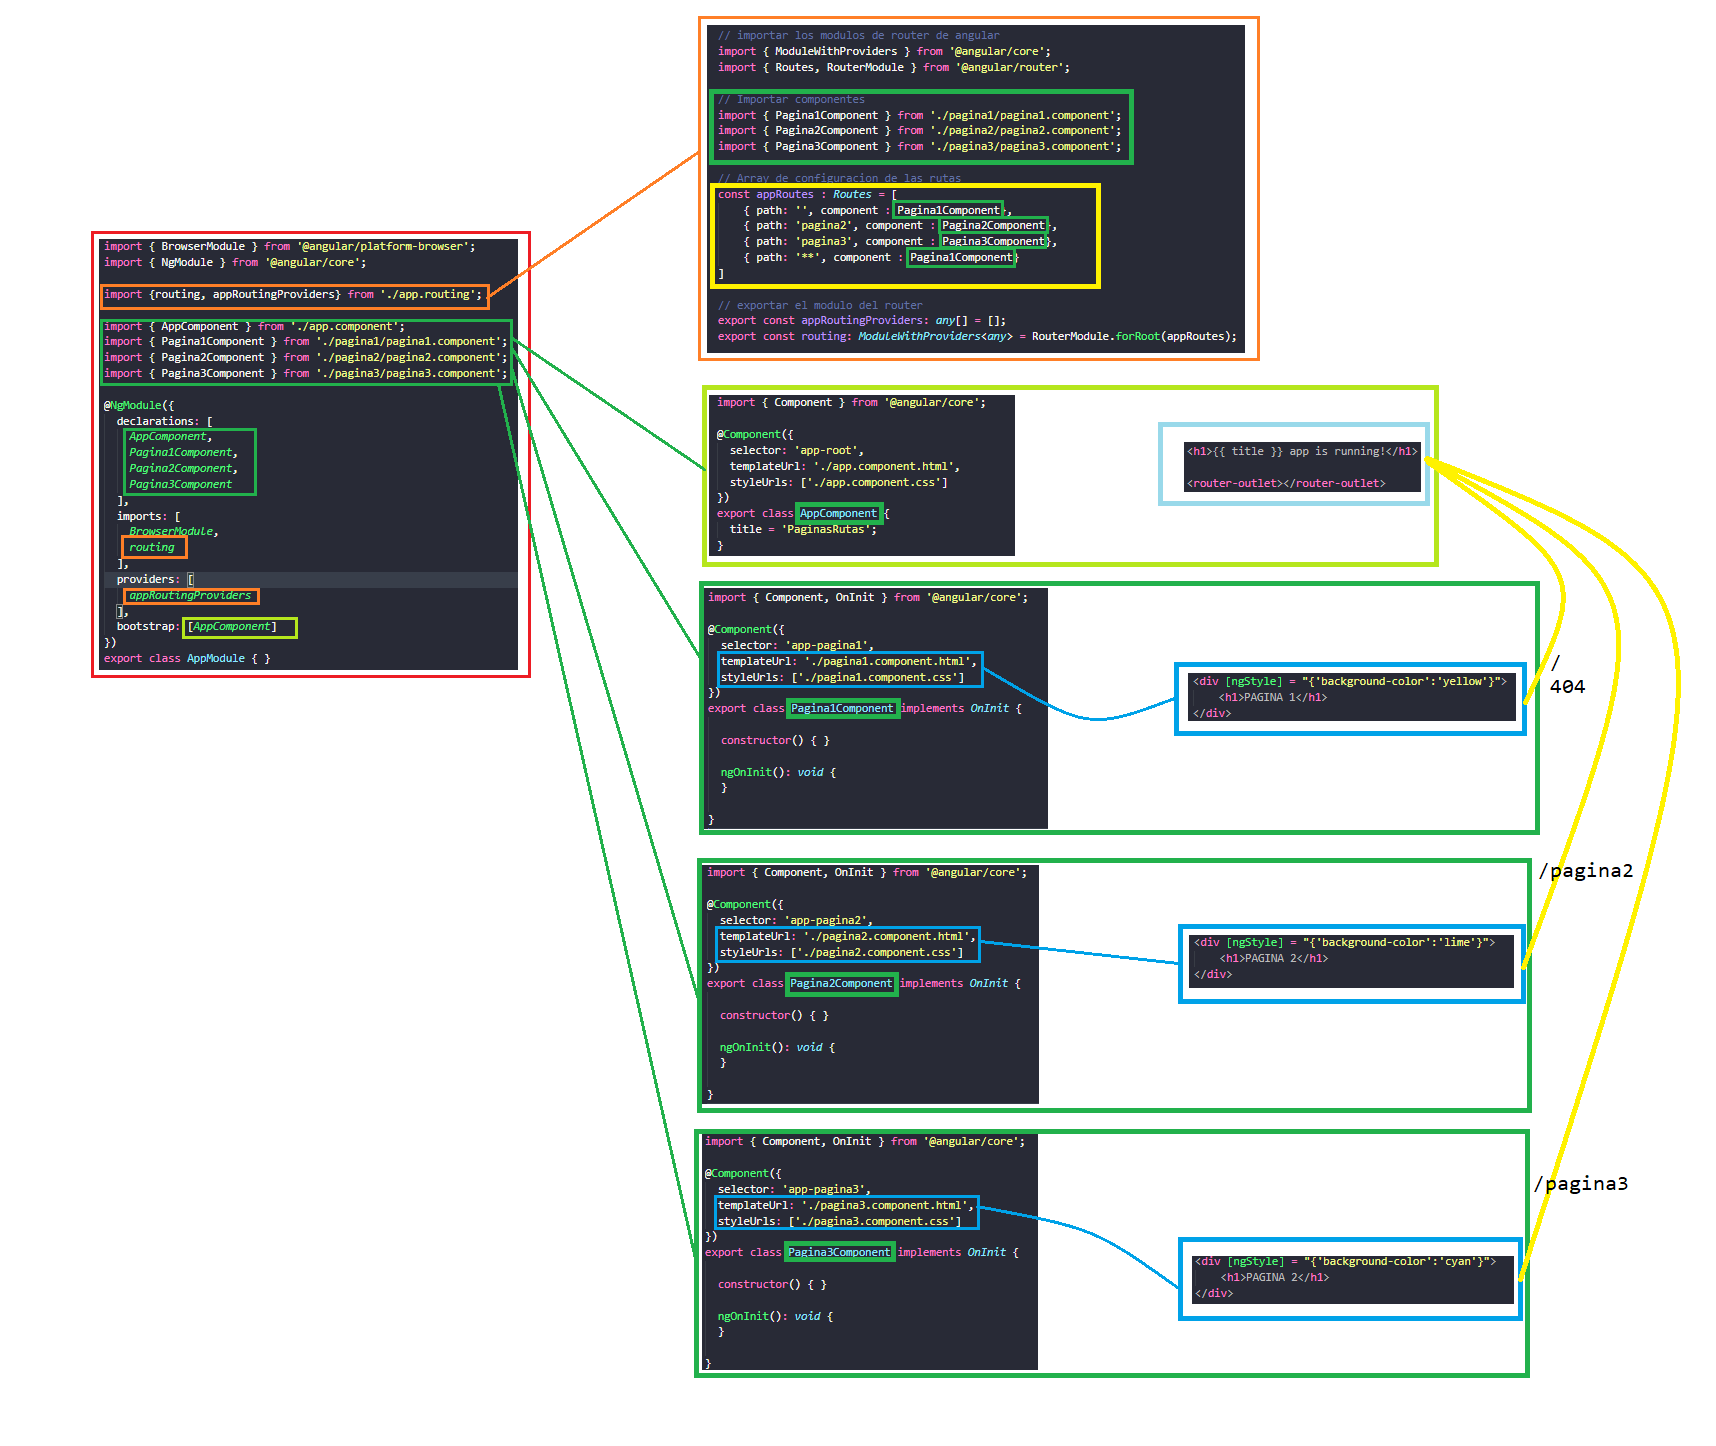 import { BrowserModule } from '@angular/platform-browser';
import { NgModule } from '@angular/core';
import {routing, appRoutingProviders} from './app.routing';
import { AppComponent } from './app.component';
import { Pagina1Component } from './pagina1/pagina1.component';
import { Pagina2Component } from './pagina2/pagina2.component';
import { Pagina3Component } from './pagina3/pagina3.component';
@NgModule({
declarations: [
AppComponent,
Pagina1Component,
Pagina2Component,
Pagina3Component
],
imports: [
BrowserModule,
routing
],
providers: [
appRoutingProviders
],
bootstrap: [AppComponent]
})
export class AppModule { }
// importar los modulos de router de angular
import { ModuleWithProviders } from '@angular/core';
import { Routes, RouterModule } from '@angular/router';
// Importar componentes
import { Pagina1Component } from './pagina1/pagina1.component';
import { Pagina2Component } from './pagina2/pagina2.component';
import { Pagina3Component } from './pagina3/pagina3.component';
// Array de configuracion de las rutas
const appRoutes : Routes = [
{ path: '', component : Pagina1Component},
{ path: 'pagina2', component : Pagina2Component},
{ path: 'pagina3', component : Pagina3Component},
{ path: '**', component : Pagina1Component}
]
// exportar el modulo del router
export const appRoutingProviders: any[] = [];
export const routing: ModuleWithProviders<any> = RouterModule.forRoot(appRoutes);
import { Component } from '@angular/core';
@Component({
selector: 'app-root',
templateUrl: './app.component.html',
styleUrls: ['./app.component.css']
})
export class AppComponent {
title = 'PaginasRutas';
}
<h1>{{ title }} app is running!</h1>
<router-outlet></router-outlet>
import { Component, OnInit } from '@angular/core';
@Component({
selector: 'app-pagina1',
templateUrl: './pagina1.component.html',
styleUrls: ['./pagina1.component.css']
})
export class Pagina1Component implements OnInit {
constructor() { }
ngOnInit(): void {
}
}
<div [ngStyle] = "{'background-color':'yellow'}">
<h1>PAGINA 1</h1>
</div>
/
404
import { Component, OnInit } from '@angular/core';
@Component({
selector: 'app-pagina2',
templateUrl: './pagina2.component.html',
styleUrls: ['./pagina2.component.css']
})
export class Pagina2Component implements OnInit {
constructor() { }
ngOnInit(): void {
}
}
<div [ngStyle] = "{'background-color':'lime'}">
<h1>PAGINA 2</h1>
</div>
/pagina2
import { Component, OnInit } from '@angular/core';
@Component({
selector: 'app-pagina3',
templateUrl: './pagina3.component.html',
styleUrls: ['./pagina3.component.css']
})
export class Pagina3Component implements OnInit {
constructor() { }
ngOnInit(): void {
}
}
<div [ngStyle] = "{'background-color':'cyan'}">
<h1>PAGINA 2</h1>
</div>
/pagina3